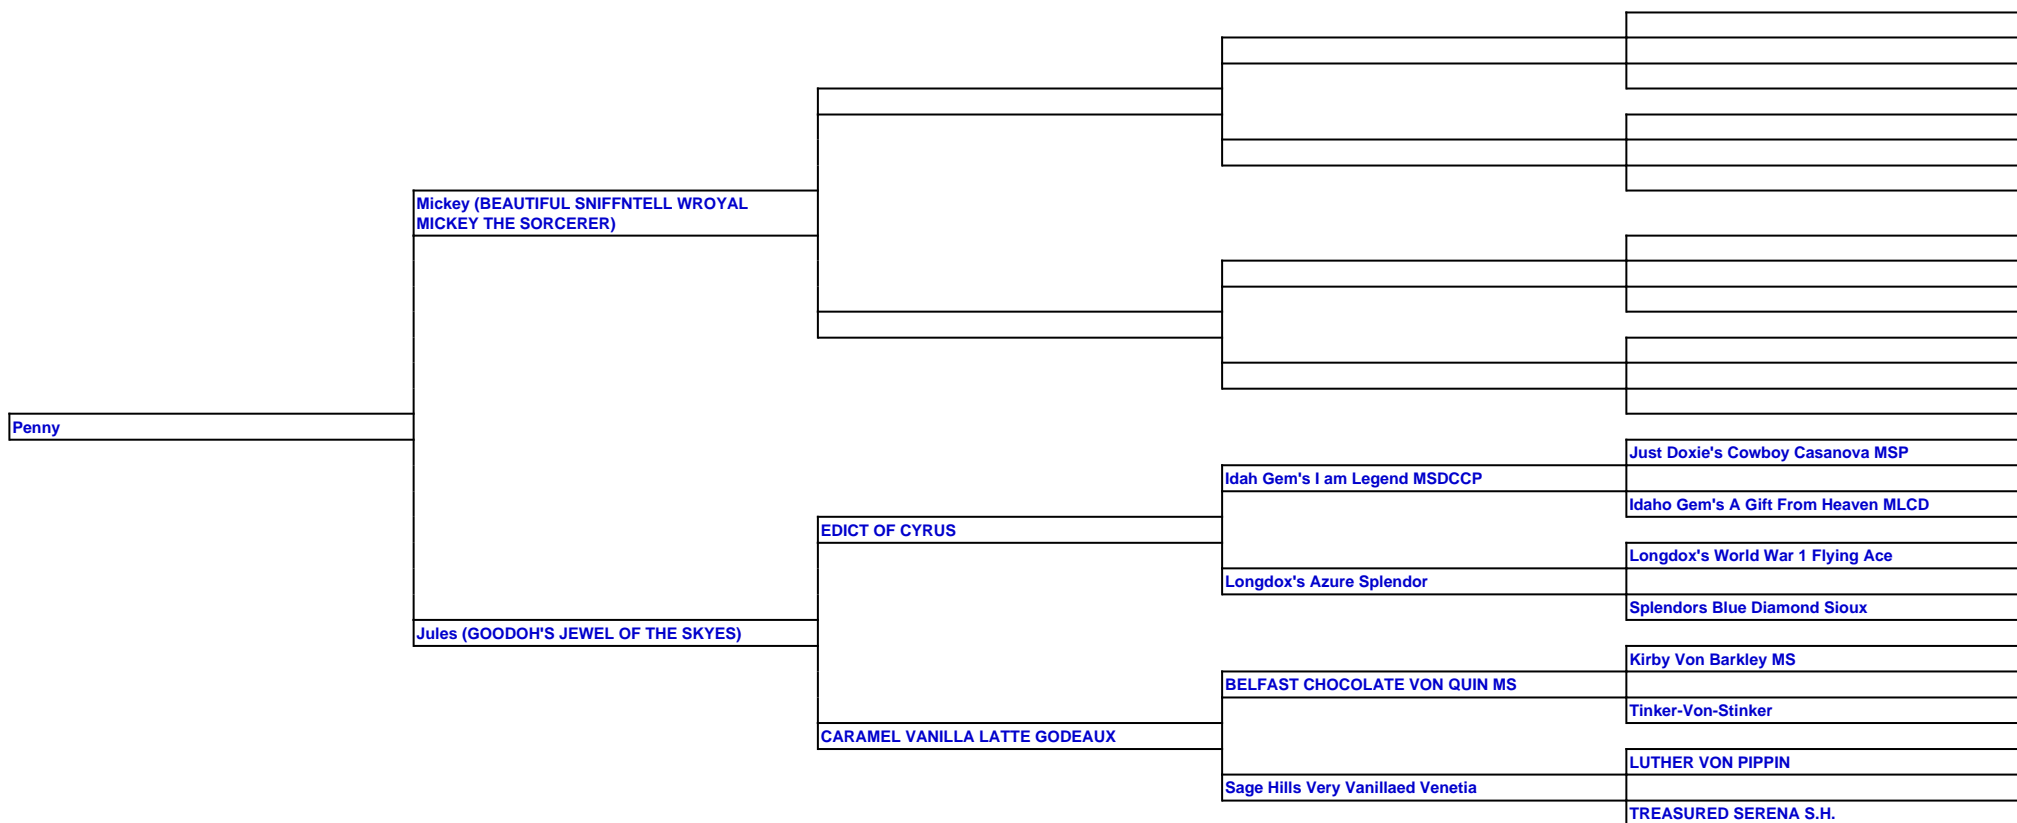 Mickey (BEAUTIFUL SNIFFNTELL WROYAL
MICKEY THE SORCERER)
Penny
Just Doxie's Cowboy Casanova MSP
Idah Gem's I am Legend MSDCCP
Idaho Gem's A Gift From Heaven MLCD
EDICT OF CYRUS
Longdox's World War 1 Flying Ace
Longdox's Azure Splendor
Splendors Blue Diamond Sioux
Jules (GOODOH'S JEWEL OF THE SKYES)
Kirby Von Barkley MS
BELFAST CHOCOLATE VON QUIN MS
Tinker-Von-Stinker
CARAMEL VANILLA LATTE GODEAUX
LUTHER VON PIPPIN
Sage Hills Very Vanillaed Venetia
TREASURED SERENA S.H.